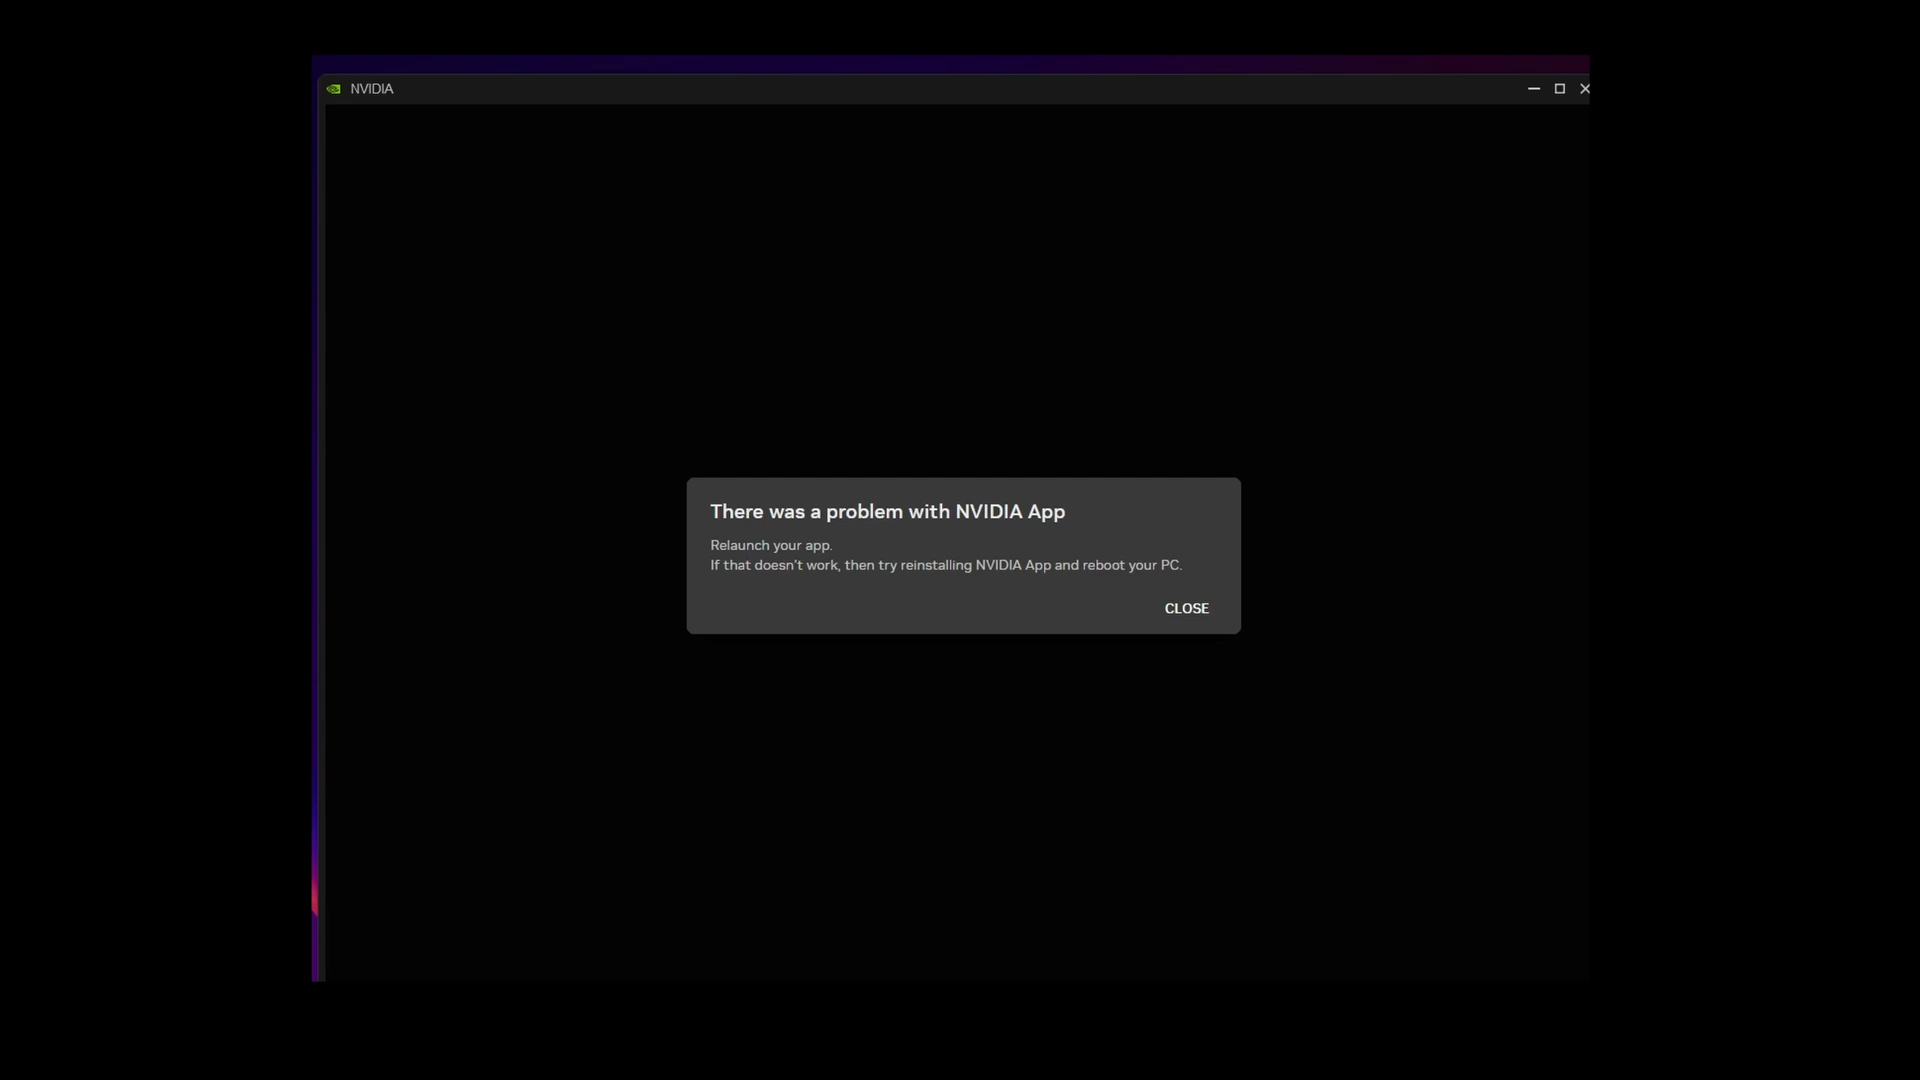 NVIDIA
There was a problem with NVIDIA App
Relaunch your app.
If that doesn't work, then try reinstalling NVIDIA App and reboot your PC.
CLOSE